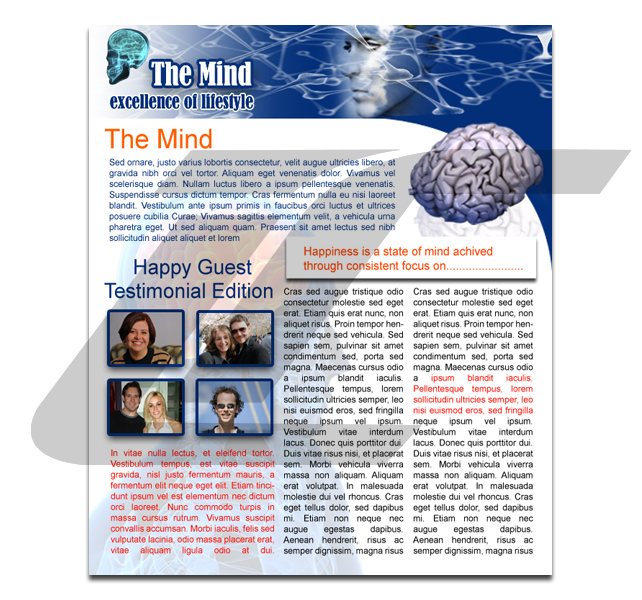 The Mind
excellence of lifestyle
The Mind
Sed ornare, justo varius lobortis consectetur, velit augue ultricies libero, at
gravida nibh orci vel tortor. Aliquam eget venenatis dolor. Vivamus vel
scelerisque diam. Nullam luctus libero a ipsum pellentesque venenatis.
Suspendisse cursus dictum tempor. Cras fermentum nulla eu nisi laoreet
blandit. Vestibulum ante ipsum primis in faucibus orci luctus et ultrices
posuere cubilia Curae; Vivamus sagittis elementum velit, a vehicula urna
pharetra eget. Ut sed aliquam quam. Praesent sit amet lectus sed nibh
sollicitudin aliquet aliquet et lorem
Happiness is a state of mind achived
through consistent focus on........................
Happy Guest
Testimonial Edition
In vitae nulla lectus, et eleifend tortor.
Vestibulum tempus, est vitae suscipit
gravida, nisl justo fermentum mauris, a
fermentum elit neque eget elit. Etiam tinci-
dunt ipsum vel est elementum nec dictum
orci laoreet. Nunc commodo turpis in
massa cursus rutrum. Vivamus suscipit
convallis accumsan. Morbi iaculis, felis sed
vulputate lacinia, odio massa placerat erat,
vitae aliquam ligula odio at dui.
Cras sed augue tristique odio
consectetur molestie sed eget
erat. Etiam quis erat nunc, non
aliquet risus. Proin tempor hen-
drerit neque sed vehicula. Sed
sapien sem, pulvinar sit amet
condimentum sed, porta sed
magna. Maecenas cursus odio
a ipsum blandit iaculis.
Pellentesque tempus, lorem
sollicitudin ultricies semper, leo
nisi euismod eros, sed fringilla
neque ipsum vel ipsum.
Vestibulum vitae interdum
lacus. Donec quis porttitor dui.
Duis vitae risus nisi, et placerat
sem. Morbi vehicula viverra
massa non aliquam. Aliquam
erat volutpat. In malesuada
molestie dui vel rhoncus. Cras
eget tellus dolor, sed dapibus
mi. Etiam non neque nec
augue egestas dapibus.
Aenean hendrerit, risus ac
semper dignissim, magna risus
Cras sed augue tristique odio
consectetur molestie sed eget
erat. Etiam quis erat nunc, non
aliquet risus. Proin tempor hen-
drerit neque sed vehicula. Sed
sapien sem, pulvinar sit amet
condimentum sed, porta sed
magna. Maecenas cursus odio
a ipsum blandit iaculis.
Pellentesque tempus, lorem
sollicitudin ultricies semper, leo
nisi euismod eros, sed fringilla
neque ipsum vel ipsum.
Vestibulum vitae interdum
lacus. Donec quis porttitor dui.
Duis vitae risus nisi, et placerat
sem. Morbi vehicula viverra
massa non aliquam. Aliquam
erat volutpat. In malesuada
molestie dui vel rhoncus. Cras
eget tellus dolor, sed dapibus
mi. Etiam non neque nec
augue egestas dapibus.
Aenean hendrerit, risus ac
semper dignissim, magna risus